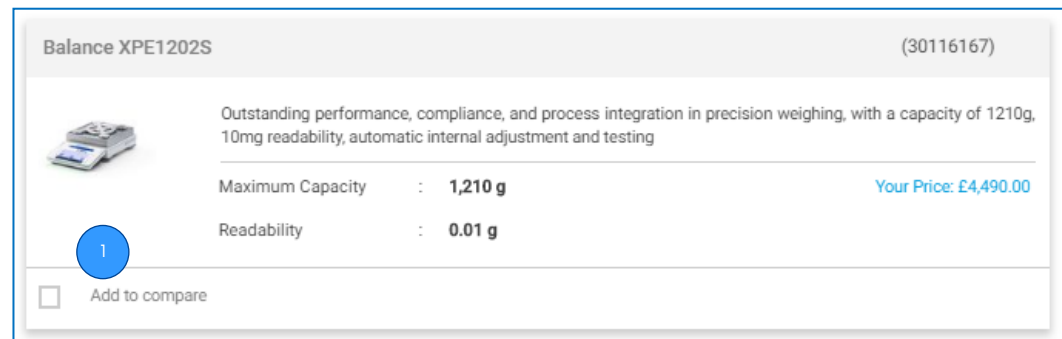 Balance XPE1202S (30116167)
Outstanding performance, compliance, and process integration in precision weighing, with a capacity of 1210g,
10mg readability, automatic internal adjustment and testing
Maximum Capacity : 1,210 g Your Price: £4,490.00
Readability : 0.01 g
1
Add to compare